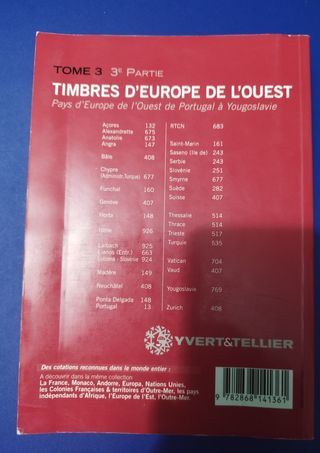 TOME 3 3E PARTIE
TIMBRES D'EUROPE DE L'OUEST
Pays d'Europe de l'Ouest de Portugal à Yougoslavie
Açores 132
Alexandrette 675
Anatolie 673
Angra 147
Bâle 408
Chypre
(Administr.Turque) 677
Funchal 160
Genève 407
Horta 148
926
Laibach 925
663
Slovénie 924
Madère 149
Neuchâtel 408
Ponta Delgada 148
Portugal 13
RTCN 683
Saint-Marin 161
Saseno (Ile de) 243
Serbie 243
Slovénie 251
Smyrne 677
Suède 282
Suisse 407
Thessalie 514
Thrace 514
Trieste 517
Turquie 535
Vatican 704
Vaud 407
Yougoslavie 769
Zurich 408
YVERT&TELLIER
Des cotations reconnues dans le monde entier :
A découvrir dans la même collection
La France, Monaco, Andorre, Europa, Nations Unies,
les Colonies Françaises & territoires d'Outre-Mer, les pays
indépendants d'Afrique, l'Europe de l'Est, l'Outre-Mer.
9 782868 141361